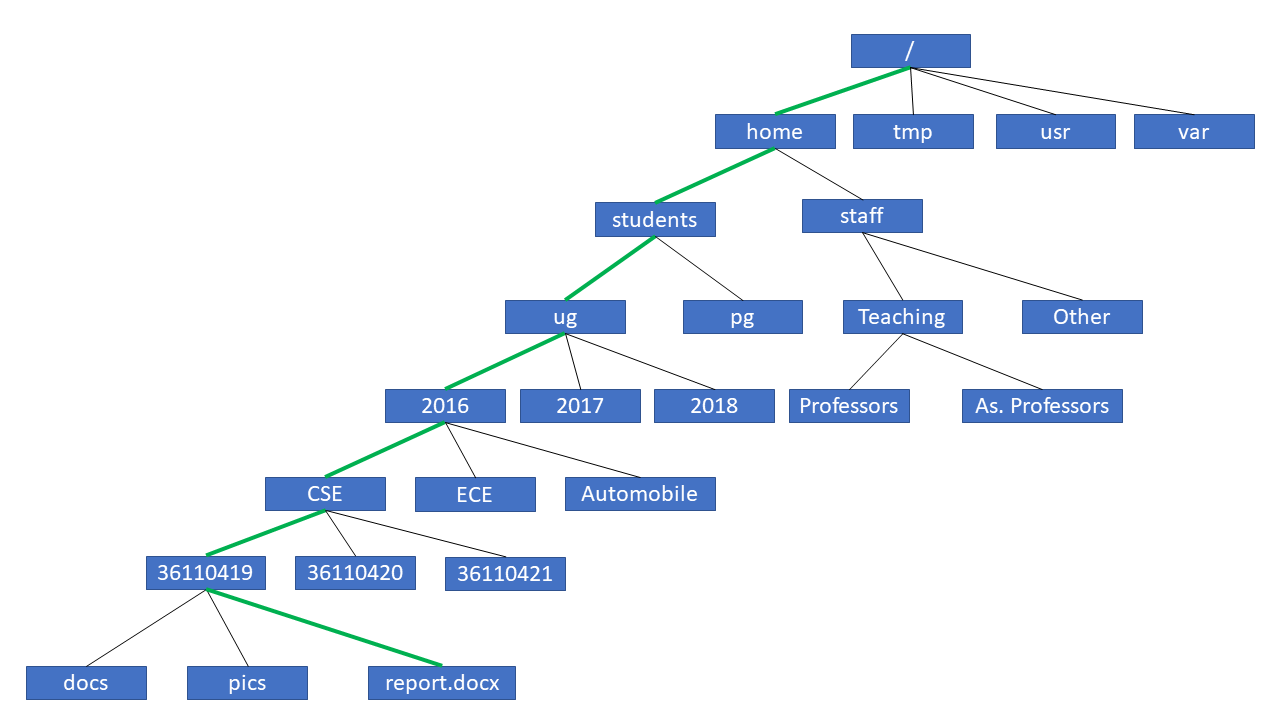 /
home
tmp
usr
var
students
staff
ug
pg
Teaching
Other
2016
2017
2018
Professors
As. Professors
CSE
ECE
Automobile
36110419
36110420
36110421
docs
pics
report.docx